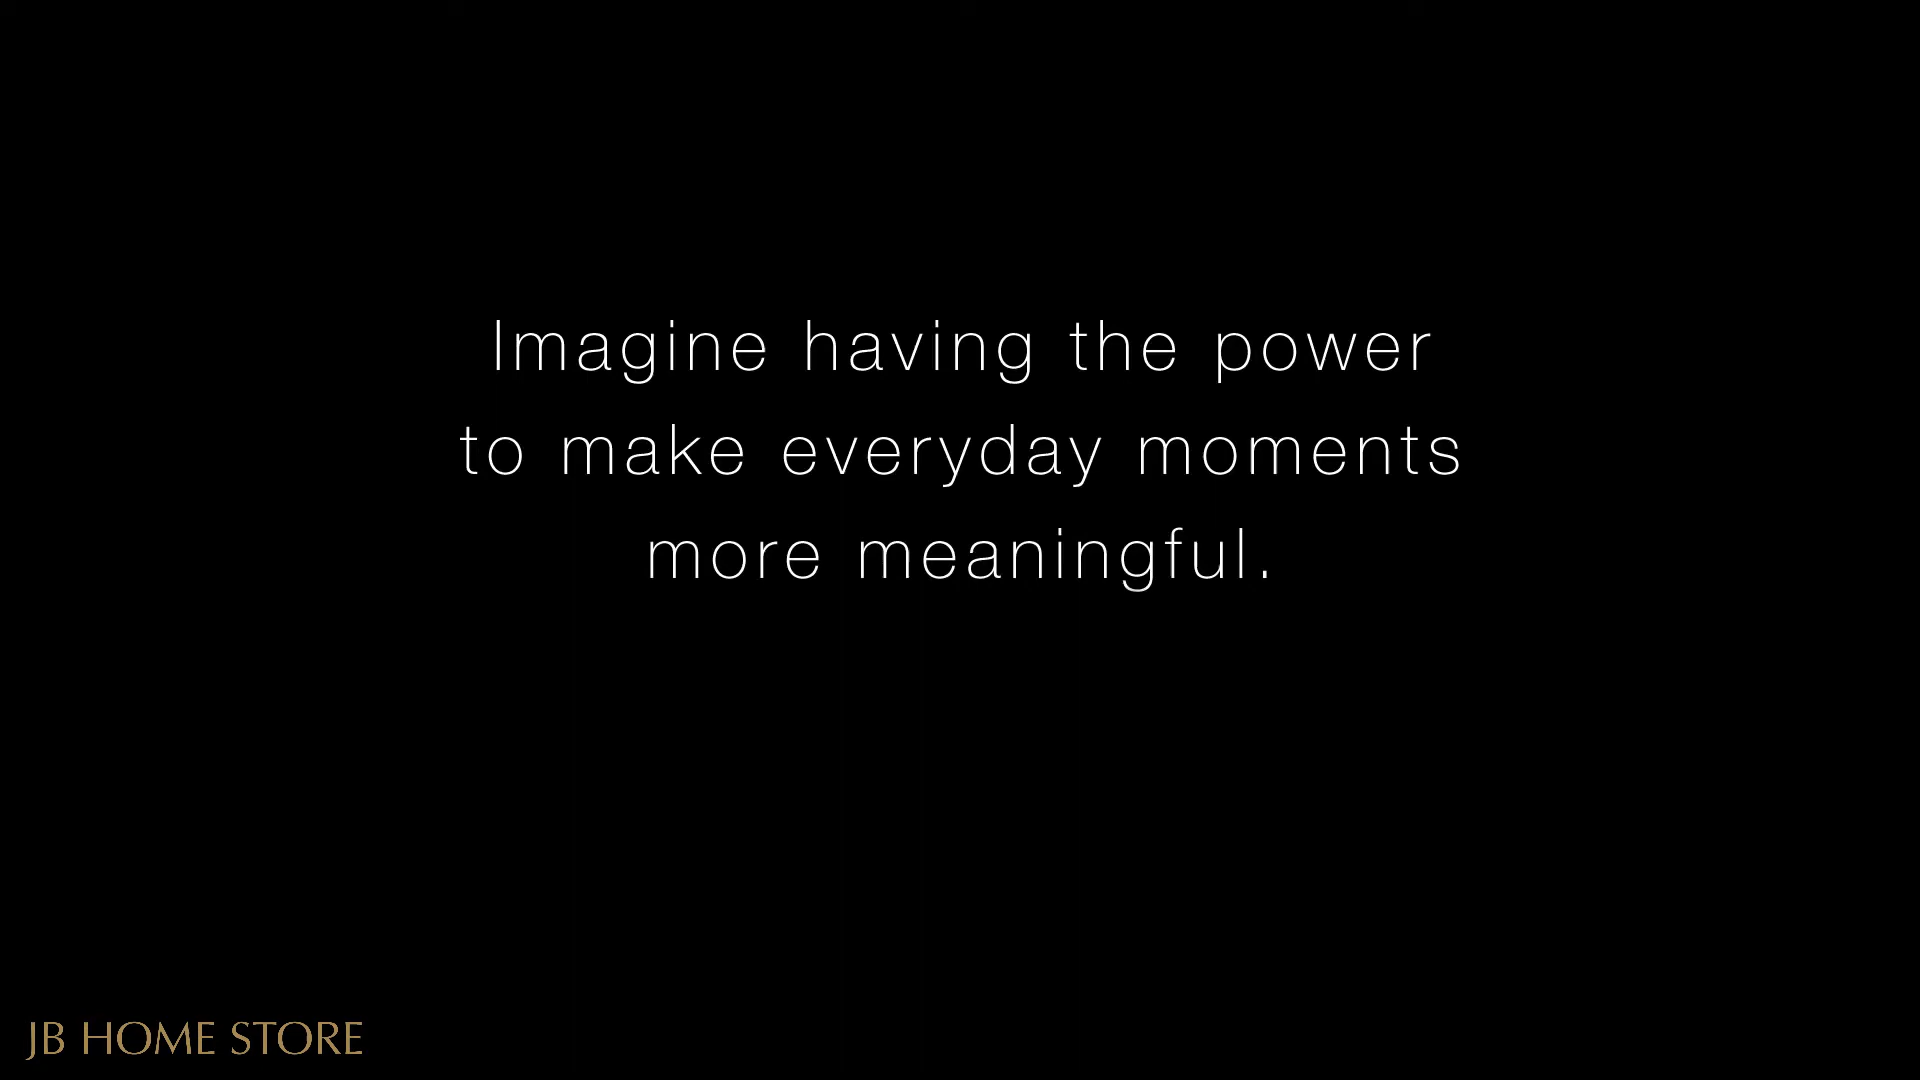 Imagine having the power
to make everyday moments
more meaningful.
JB HOME STORE